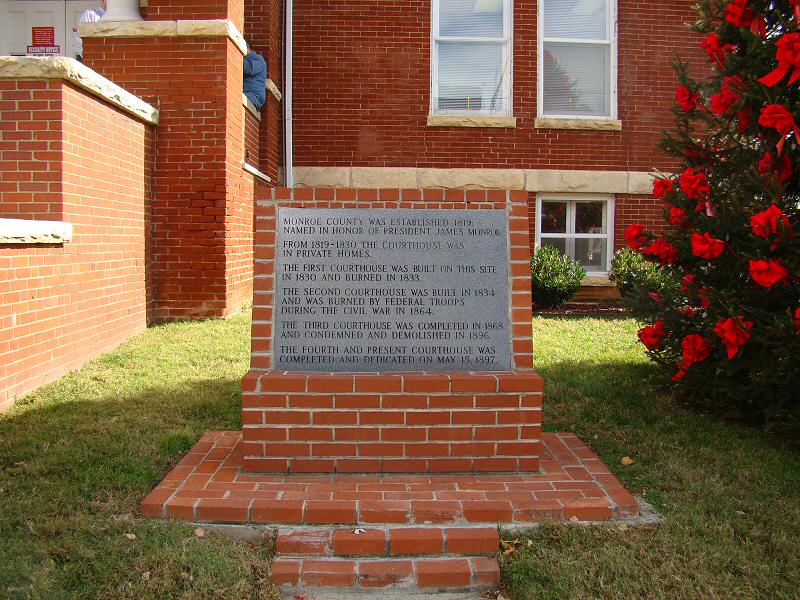 SECURITY NOTICE
MONROE COUNTY WAS ESTABLISHED 1819;
NAMED IN HONOR OF PRESIDENT JAMES MONROE
FROM 1819-1830 THE COURTHOUSE WAS
IN PRIVATE HOMES.
THE FIRST COURTHOUSE WAS BUILT ON THIS SITE
IN 1830 AND BURNED IN 1833.
THE SECOND COURTHOUSE WAS BUILT IN 1834
AND WAS BURNED BY FEDERAL TROOPS
DURING THE CIVIL WAR IN 1864.
THE THIRD COURTHOUSE WAS COMPLETED IN 1868
AND CONDEMNED AND DEMOLISHED IN 1896.
THE FOURTH AND PRESENT COURTHOUSE WAS
COMPLETED AND DEDICATED ON MAY 15, 1897.